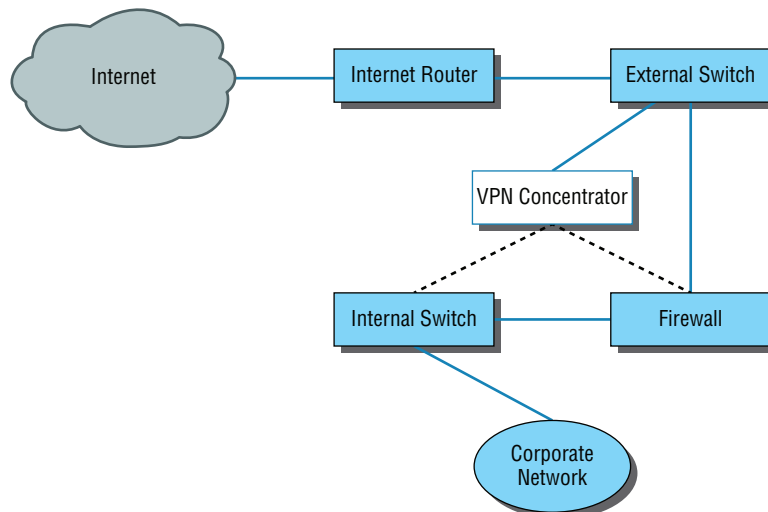 Internet
Internet Router
External Switch
VPN Concentrator
Internal Switch
Firewall
Corporate
Network